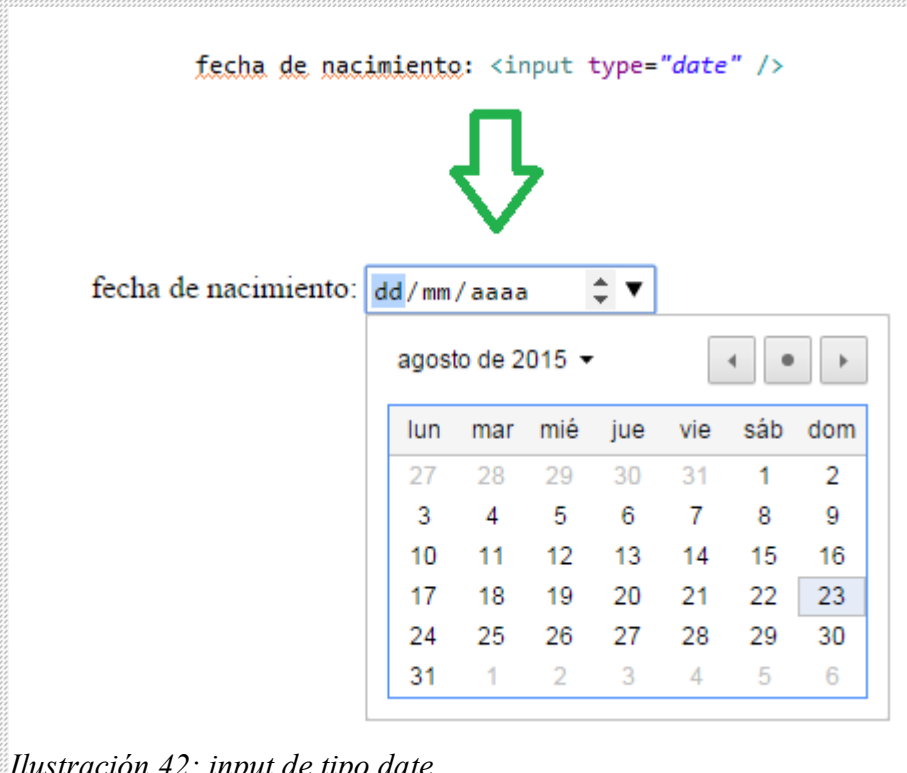 fecha de nacimiento: <input type="date" />
fecha de nacimiento: dd/mm/aaaa
agosto de 2015
lun mar mié jue vie sáb dom
27 28 29 30 31 1 2
3 4 5 6 7 8 9
10 11 12 13 14 15 16
17 18 19 20 21 22 23
24 25 26 27 28 29 30
31 1 2 3 4 5 6
Ilustración 42: input de tipo date